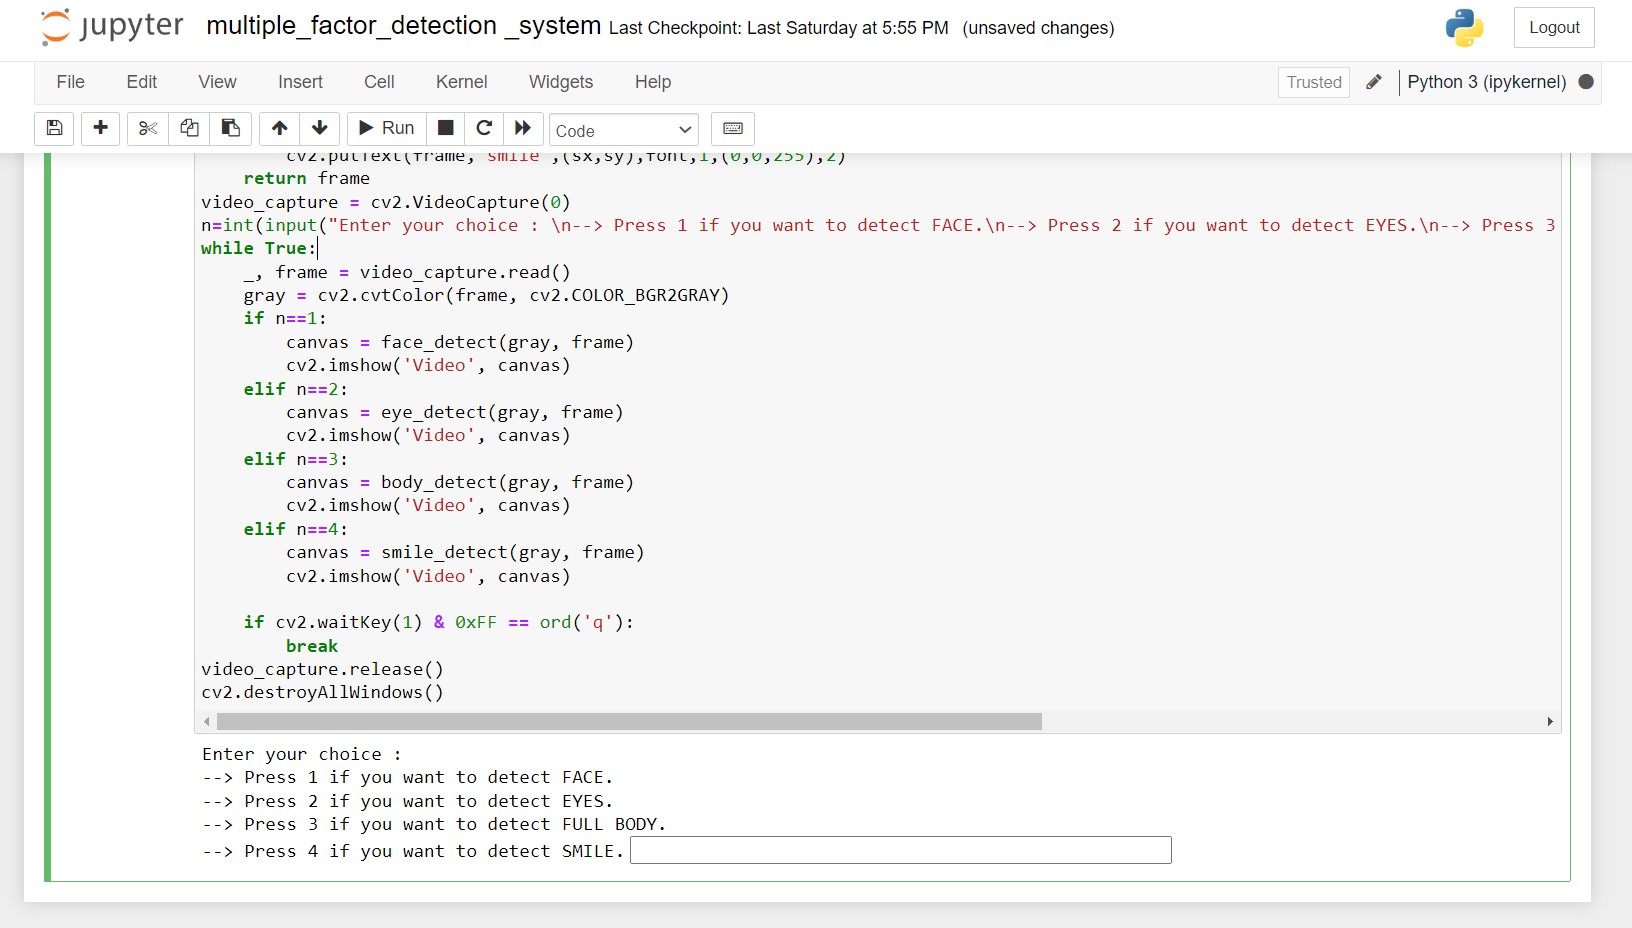 jupyter multiple_factor_detection _system Last Checkpoint: Last Saturday at 5:55 PM (unsaved changes) Logout
File Edit View Insert Cell Kernel Widgets Help Trusted Python 3 (ipykernel)
Run Code
cv2.putText(frame,'smile',(sx,sy),font,1,(0,0,255),2)
    return frame
video_capture = cv2.VideoCapture(0)
n=int(input("Enter your choice : \n--> Press 1 if you want to detect FACE.\n--> Press 2 if you want to detect EYES.\n--> Press 3
while True:
    _, frame = video_capture.read()
    gray = cv2.cvtColor(frame, cv2.COLOR_BGR2GRAY)
    if n==1:
        canvas = face_detect(gray, frame)
        cv2.imshow('Video', canvas)
    elif n==2:
        canvas = eye_detect(gray, frame)
        cv2.imshow('Video', canvas)
    elif n==3:
        canvas = body_detect(gray, frame)
        cv2.imshow('Video', canvas)
    elif n==4:
        canvas = smile_detect(gray, frame)
        cv2.imshow('Video', canvas)
    if cv2.waitKey(1) & 0xFF == ord('q'):
        break
video_capture.release()
cv2.destroyAllWindows()
Enter your choice :
--> Press 1 if you want to detect FACE.
--> Press 2 if you want to detect EYES.
--> Press 3 if you want to detect FULL BODY.
--> Press 4 if you want to detect SMILE.